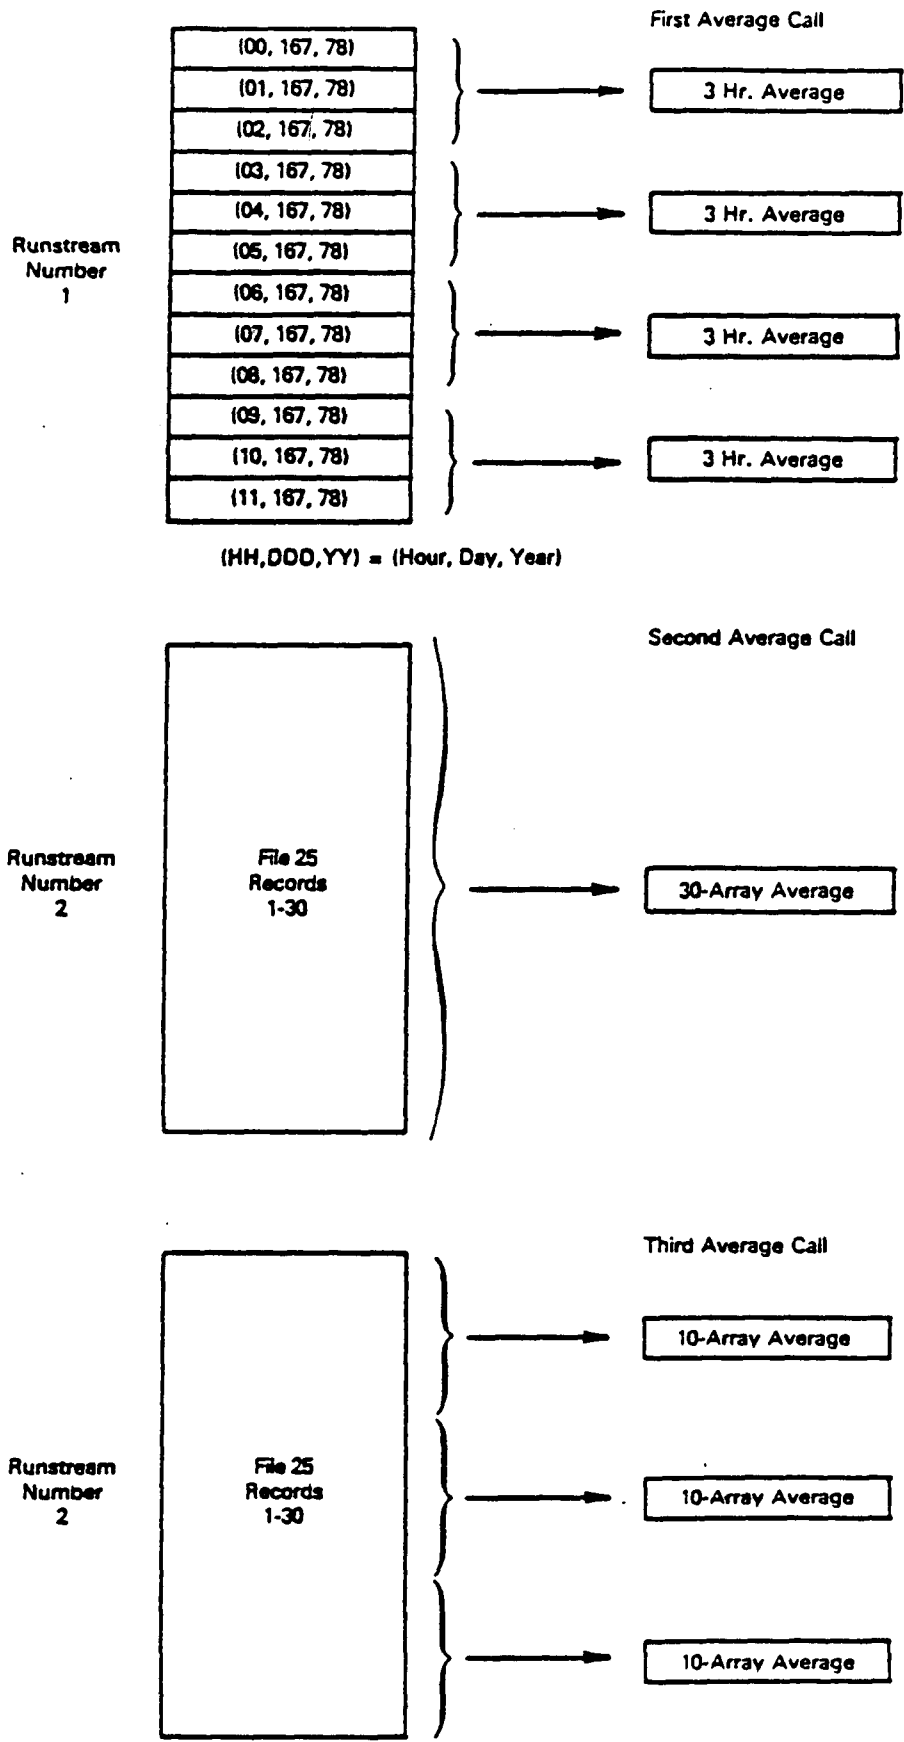 First Average Call
(00, 167, 78)
(01, 167, 78)
(02, 167, 78)
3 Hr. Average
(03, 167, 78)
(04, 167, 78)
(05, 167, 78)
3 Hr. Average
Runstream
Number
1
(06, 167, 78)
(07, 167, 78)
(08, 167, 78)
3 Hr. Average
(09, 167, 78)
(10, 167, 78)
(11, 167, 78)
3 Hr. Average
(HH,DDD,YY) = (Hour, Day, Year)
Second Average Call
Runstream
Number
2
File 25
Records
1-30
30-Array Average
Third Average Call
10-Array Average
Runstream
Number
2
File 25
Records
1-30
10-Array Average
10-Array Average